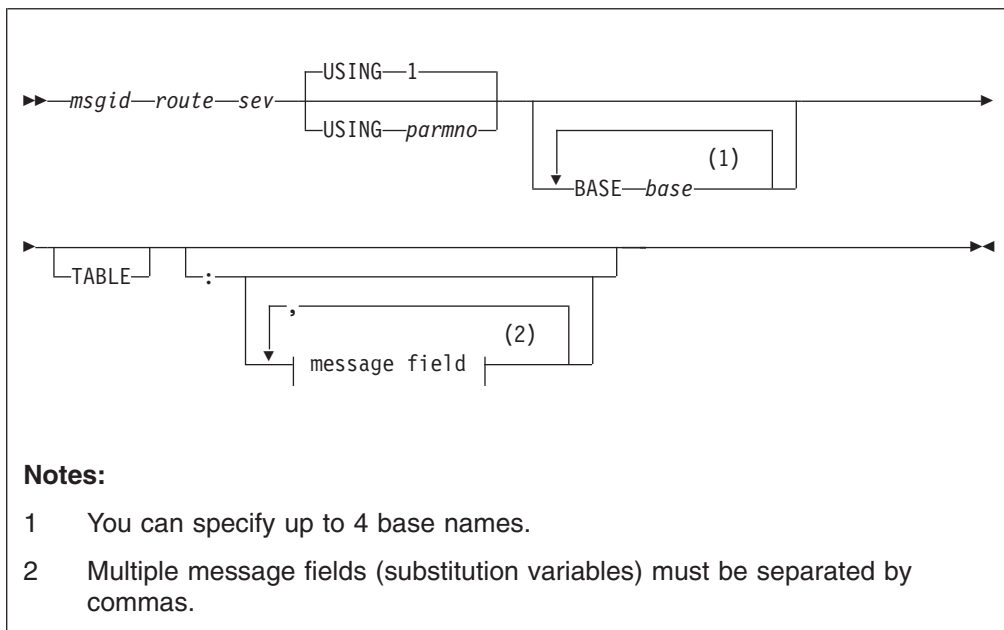 USING 1
msgid route sev
USING parmno
(1)
BASE base
TABLE
:
,
(2)
message field
Notes:
1 You can specify up to 4 base names.
2 Multiple message fields (substitution variables) must be separated by
commas.